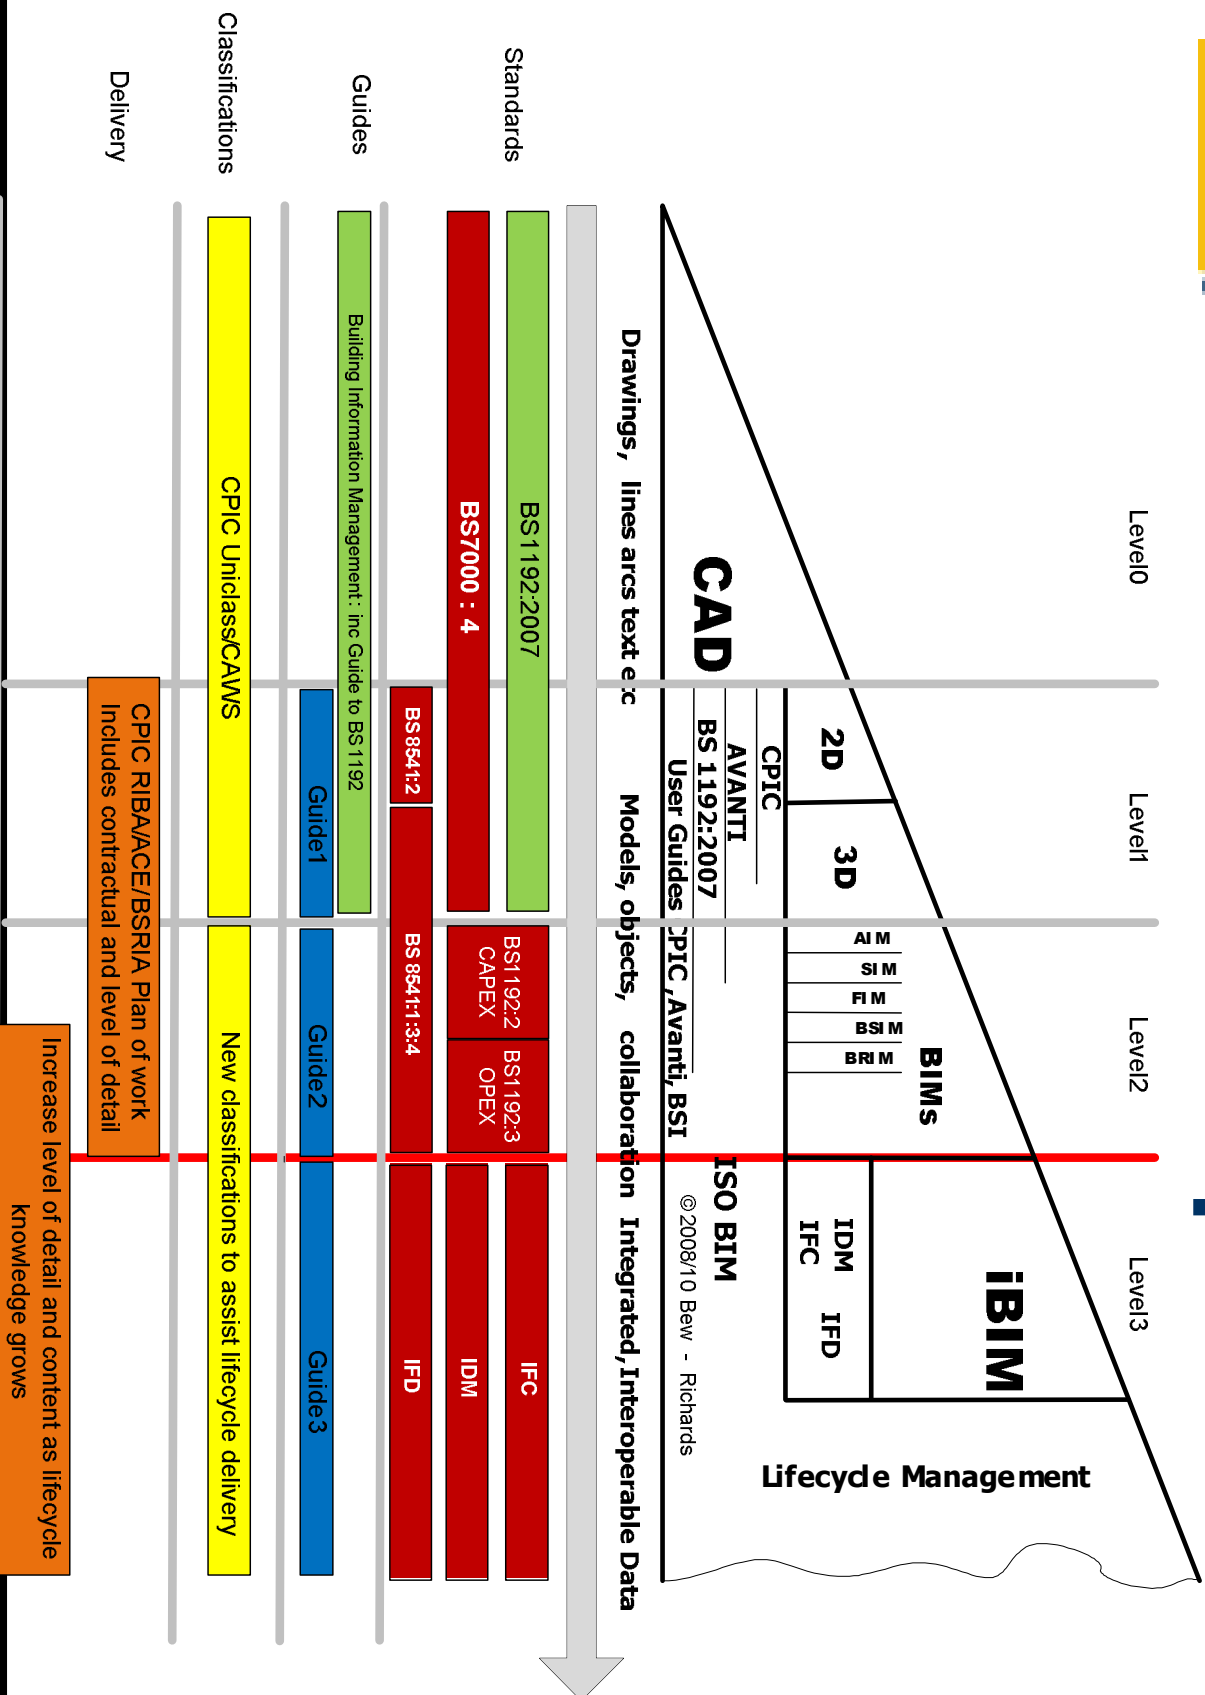 Level0
Level1
Level2
Level3
2D
3D
BIMs
iBIM
Lifecycle Management
AIM
SIM
FIM
BSIM
BRIM
IDM
IFC
IFD
CPIC
AVANTI
BS 1192:2007
User Guides CPIC, Avanti, BSI
CAD
ISO BIM
©2008/10 Bew - Richards
Drawings, lines arcs text etc
Models, objects, collaboration
Integrated, Interoperable Data
Standards
BS1192:2007
BS7000 : 4
BS1192:2
CAPEX
BS1192:3
OPEX
IFC
IDM
BS8541:2
BS 8541:1:3:4
IFD
Guides
Building Information Management: inc Guide to BS1192
Guide1
Guide2
Guide3
Classifications
CPIC Uniclass/CAWS
New classifications to assist lifecycle delivery
Delivery
CPIC RIBA/ACE/BSRIA Plan of work
Includes contractual and level of detail
Increase level of detail and content as lifecycle
knowledge grows